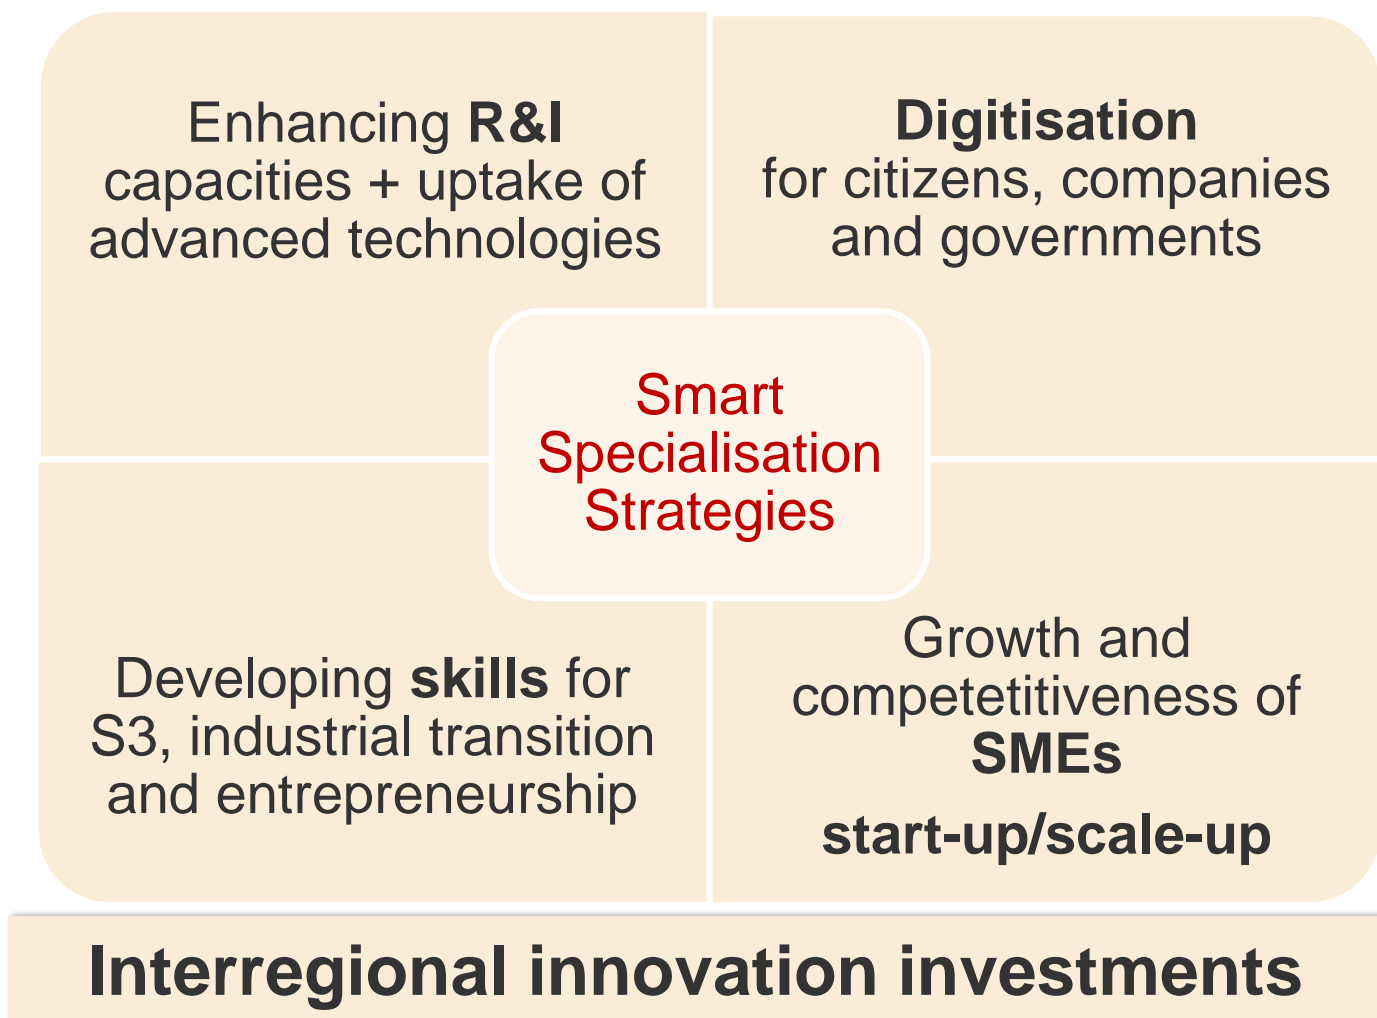 Enhancing R&I
capacities + uptake of
advanced technologies
Digitisation
for citizens, companies
and governments
Smart
Specialisation
Strategies
Developing skills for
S3, industrial transition
and entrepreneurship
Growth and
competetitiveness of
SMEs
start-up/scale-up
Interregional innovation investments